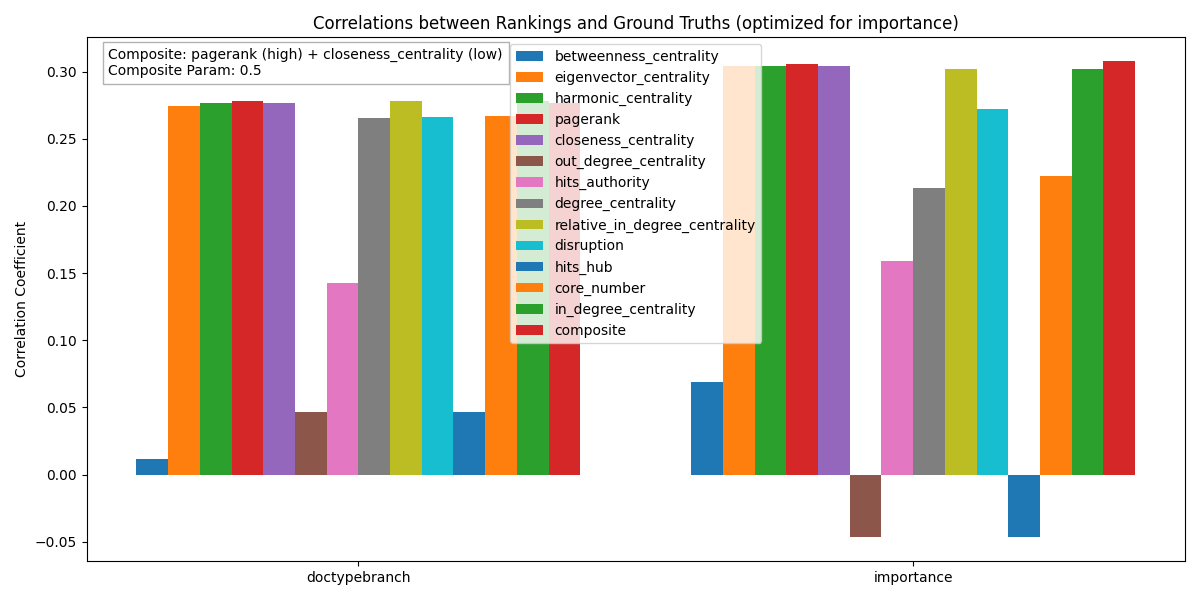 Correlations between Rankings and Ground Truths (optimized for importance)
Composite: pagerank (high) + closeness_centrality (low)
Composite Param: 0.5
betweenness_centrality
eigenvector_centrality
harmonic_centrality
pagerank
closeness_centrality
out_degree_centrality
hits_authority
degree_centrality
relative_in_degree_centrality
disruption
hits_hub
core_number
in_degree_centrality
composite
Correlation Coefficient
0.30
0.25
0.20
0.15
0.10
0.05
0.00
−0.05
doctypebranch
importance